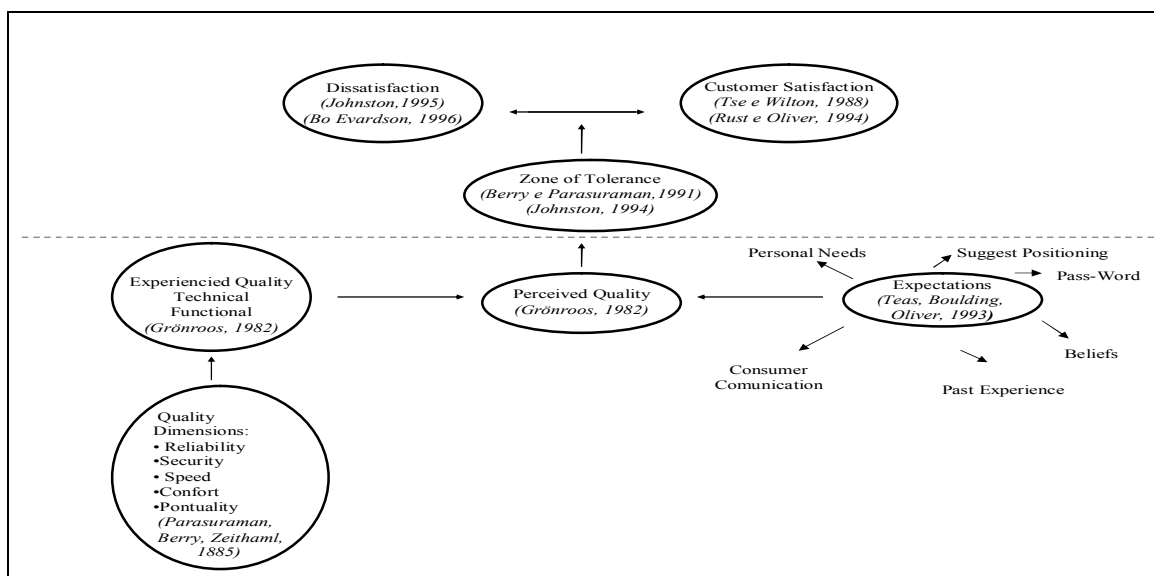 Dissatisfaction
(Johnston,1995)
(Bo Evardson, 1996)
Customer Satisfaction
(Tse e Wilton, 1988)
(Rust e Oliver, 1994)
Zone of Tolerance
(Berry e Parasuraman,1991)
(Johnston, 1994)
Experiencied Quality
Technical
Functional
(Grönroos, 1982)
Perceived Quality
(Grönroos, 1982)
Personal Needs
Suggest Positioning
Pass-Word
Expectations
(Teas, Boulding,
Oliver, 1993)
Beliefs
Consumer
Comunication
Past Experience
Quality
Dimensions:
• Reliability
•Security
• Speed
•Confort
•Pontuality
(Parasuraman,
Berry, Zeithaml,
1885)